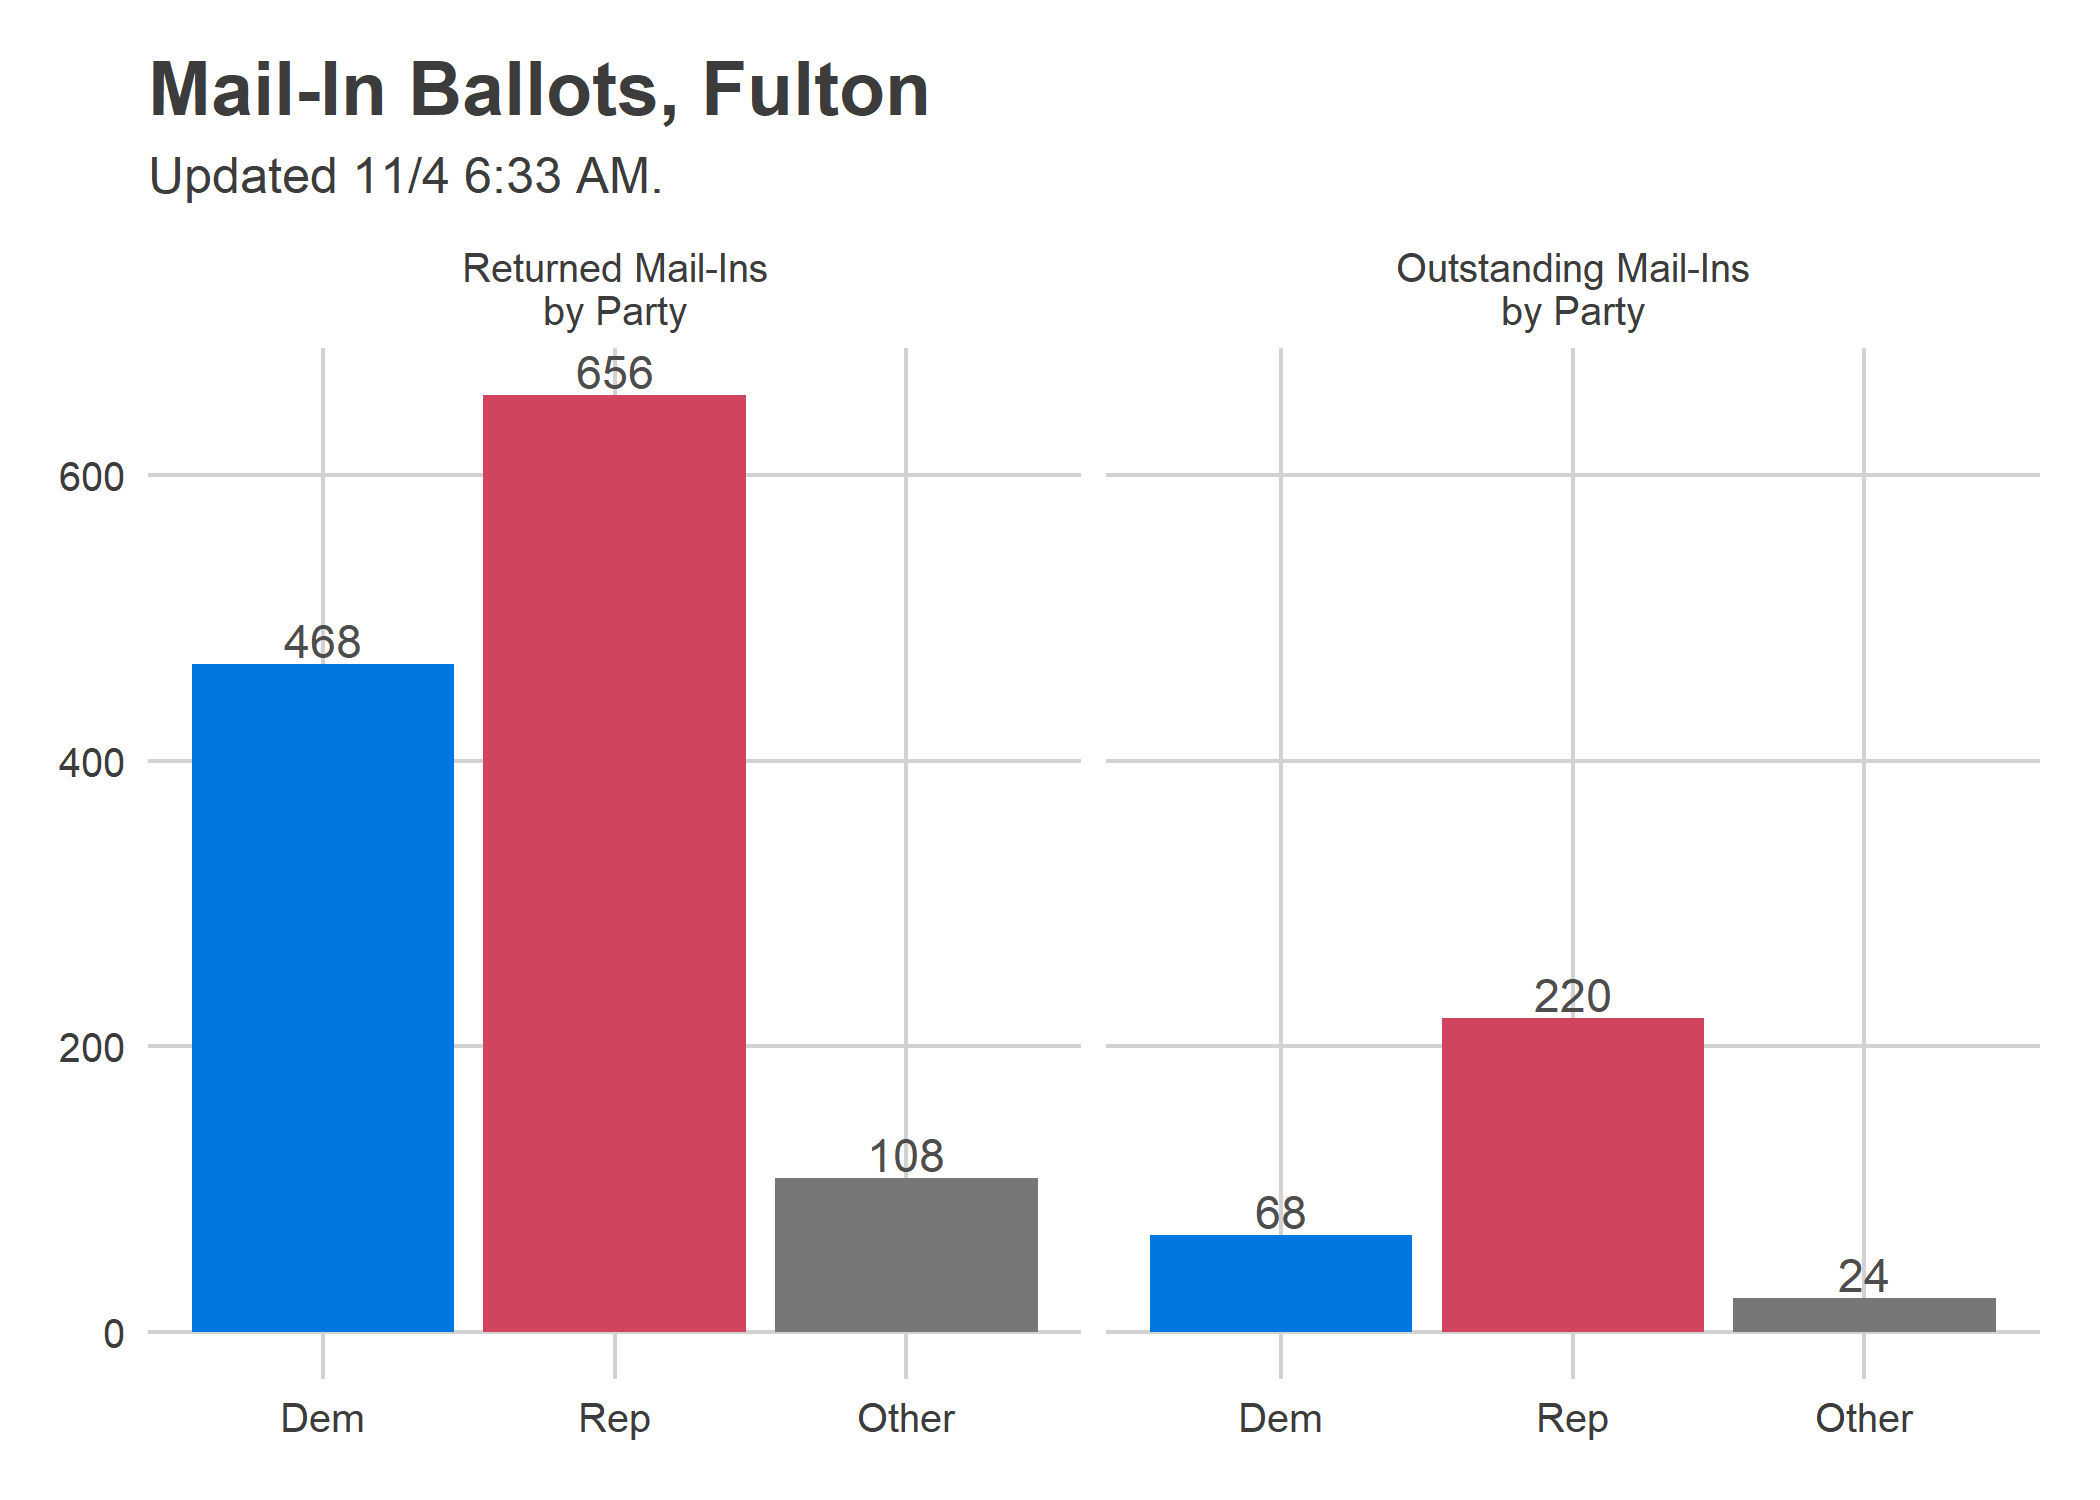 Mail-In Ballots, Fulton
Updated 11/4 6:33 AM.
Returned Mail-Ins
by Party
Outstanding Mail-Ins
by Party
600
400
200
0
468
656
108
68
220
24
Dem
Rep
Other
Dem
Rep
Other